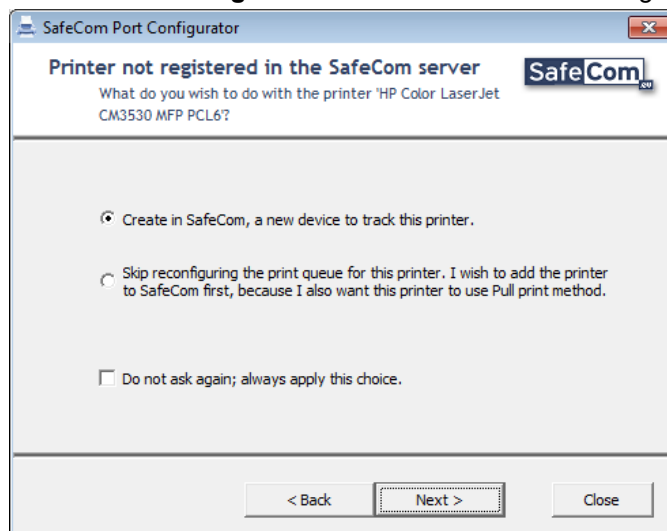 SafeCom Port Configurator
Printer not registered in the SafeCom server
SafeCom
.eu
What do you wish to do with the printer 'HP Color LaserJet
CM3530 MFP PCL6'?
Create in SafeCom, a new device to track this printer.
Skip reconfiguring the print queue for this printer. I wish to add the printer
to SafeCom first, because I also want this printer to use Pull print method.
Do not ask again; always apply this choice.
< Back
Next >
Close